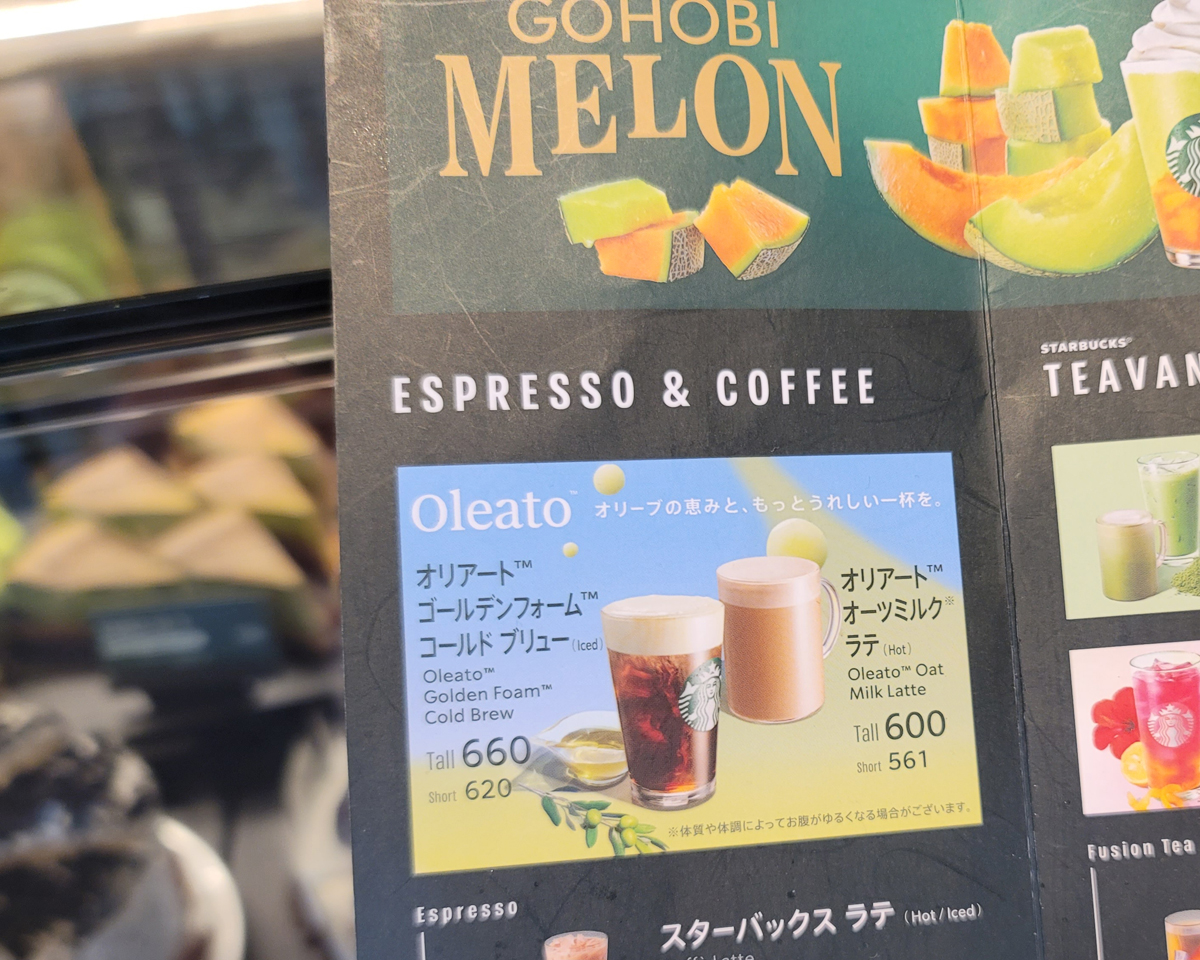 GOHOBI
MELON
ESPRESSO & COFFEE
Oleato™
オリーブの恵みと、もっとうれしい一杯を。
オリアート™
ゴールデンフォーム™
コールド ブリュー(Iced)
Oleato™
Golden Foam™
Cold Brew
Tall 660
Short 620
オリアート™
オーツミルク※
ラテ(Hot)
Oleato™ Oat
Milk Latte
Tall 600
Short 561
※体質や体調によってお腹がゆるくなる場合がございます。
Espresso
スターバックス ラテ (Hot/Iced)
Latte
STARBUCKS®
TEAVAN
Fusion Tea